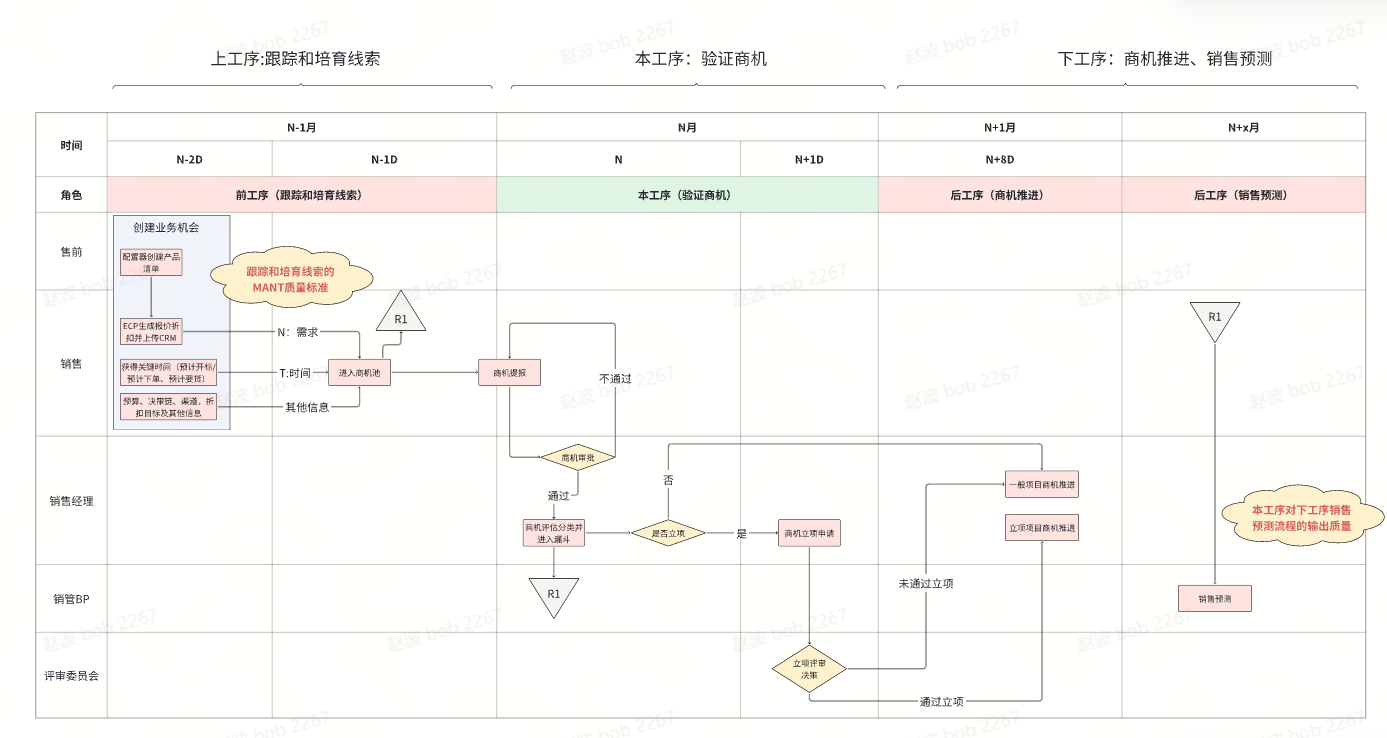 上工序:跟踪和培育线索
本工序：验证商机
下工序：商机推进、销售预测
时间
N-1月
N月
N+1月
N+x月
N-2D
N-1D
N
N+1D
N+8D
角色
前工序（跟踪和培育线索）
本工序（验证商机）
后工序（商机推进）
后工序（销售预测）
售前
创建业务机会
配置器创建产品
清单
跟踪和培育线索的
MANT质量标准
销售
ECP生成报价折
扣并上传CRM
N：需求
R1
R1
获得关键时间（预计开标/
预计下单、预计要货）
T:时间
进入商机池
商机提报
不通过
预算、决策链、渠道，折
扣目标及其他信息
其他信息
销售经理
商机审批
通过
否
商机评估分类并
进入漏斗
是否立项
是
商机立项申请
一般项目商机推进
立项项目商机推进
本工序对下工序销售
预测流程的输出质量
销管BP
R1
未通过立项
销售预测
评审委员会
立项评审
决策
通过立项
赵波 bob 2267